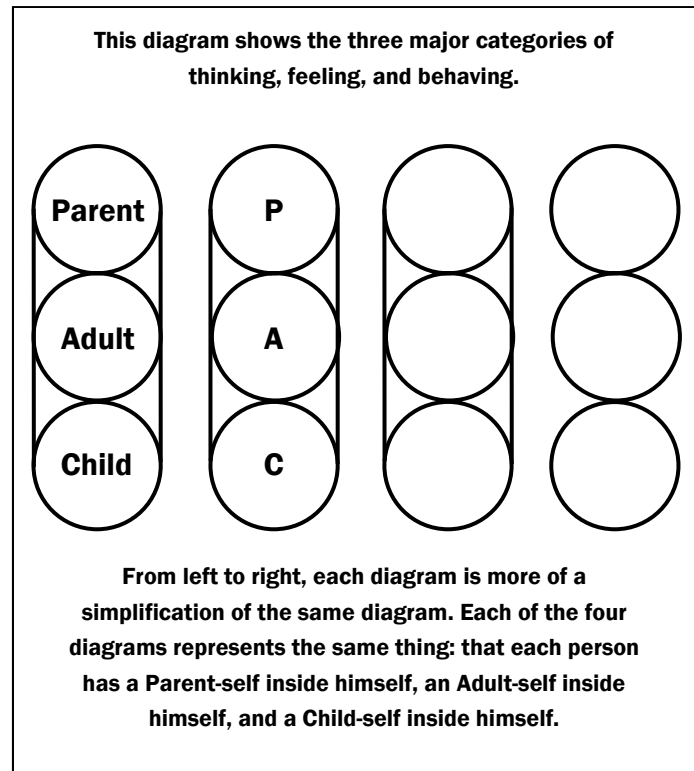 This diagram shows the three major categories of
thinking, feeling, and behaving.
Parent
P
Adult
A
Child
C
From left to right, each diagram is more of a
simplification of the same diagram. Each of the four
diagrams represents the same thing: that each person
has a Parent-self inside himself, an Adult-self inside
himself, and a Child-self inside himself.